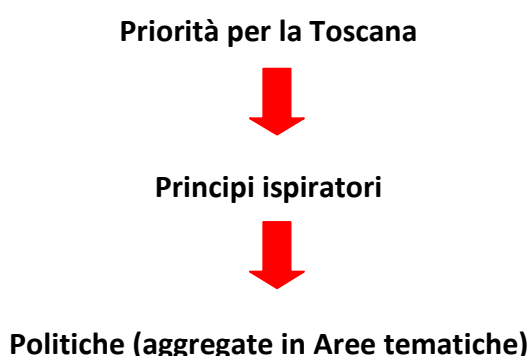 Priorità per la Toscana
Principi ispiratori
Politiche (aggregate in Aree tematiche)